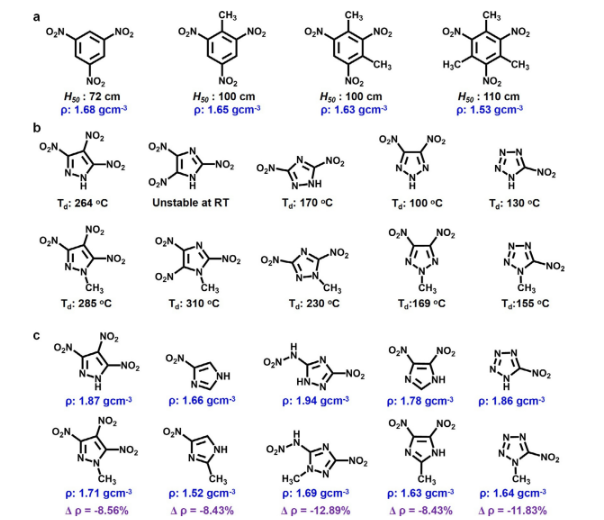 a
CH₃ CH₃ CH₃
O₂N NO₂ O₂N NO₂ O₂N NO₂ O₂N NO₂
CH₃ H₃C CH₃
NO₂ NO₂ NO₂ NO₂
H₅₀ : 72 cm H₅₀ : 100 cm H₅₀ : 100 cm H₅₀ : 110 cm
ρ: 1.68 gcm⁻³ ρ: 1.65 gcm⁻³ ρ: 1.63 gcm⁻³ ρ: 1.53 gcm⁻³
b
NO₂ O₂N NO₂
O₂N O₂N N O₂N N NO₂ N
NO₂ NO₂ N N N
N N O₂N N N NH N N N NO₂
H H H H
T_d: 264 °C Unstable at RT T_d: 170 °C T_d: 100 °C T_d: 130 °C
NO₂ O₂N NO₂
O₂N O₂N N O₂N N NO₂ N
NO₂ NO₂ N N N
N N O₂N N N N N N N NO₂
CH₃ CH₃ CH₃ CH₃ CH₃
T_d: 285 °C T_d: 310 °C T_d: 230 °C T_d:169 °C T_d:155 °C
c
NO₂ H O₂N NO₂
O₂N O₂N N O₂N N N
NO₂ NH HN N NO₂ N NH N N NO₂
N NH N N N H
ρ: 1.87 gcm⁻³ ρ: 1.66 gcm⁻³ ρ: 1.94 gcm⁻³ ρ: 1.78 gcm⁻³ ρ: 1.86 gcm⁻³
NO₂ H O₂N NO₂
O₂N O₂N N O₂N N N
NO₂ NH N N NO₂ N NH N N NO₂
N N N H₃C N N
CH₃ CH₃ CH₃ CH₃
ρ: 1.71 gcm⁻³ ρ: 1.52 gcm⁻³ ρ: 1.69 gcm⁻³ ρ: 1.63 gcm⁻³ ρ: 1.64 gcm⁻³
Δ ρ = -8.56% Δ ρ = -8.43% Δ ρ = -12.89% Δ ρ = -8.43% Δ ρ = -11.83%